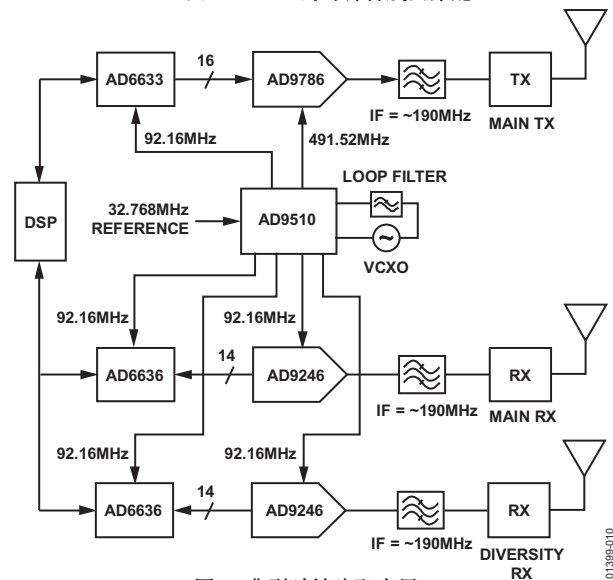 AD6633
16
AD9786
TX
IF = ~190MHz
MAIN TX
92.16MHz
491.52MHz
LOOP FILTER
DSP
32.768MHz
REFERENCE
AD9510
VCXO
92.16MHz
92.16MHz
AD6636
14
AD9246
RX
IF = ~190MHz
MAIN RX
92.16MHz
92.16MHz
AD6636
14
AD9246
RX
IF = ~190MHz
DIVERSITY
RX
01399-010